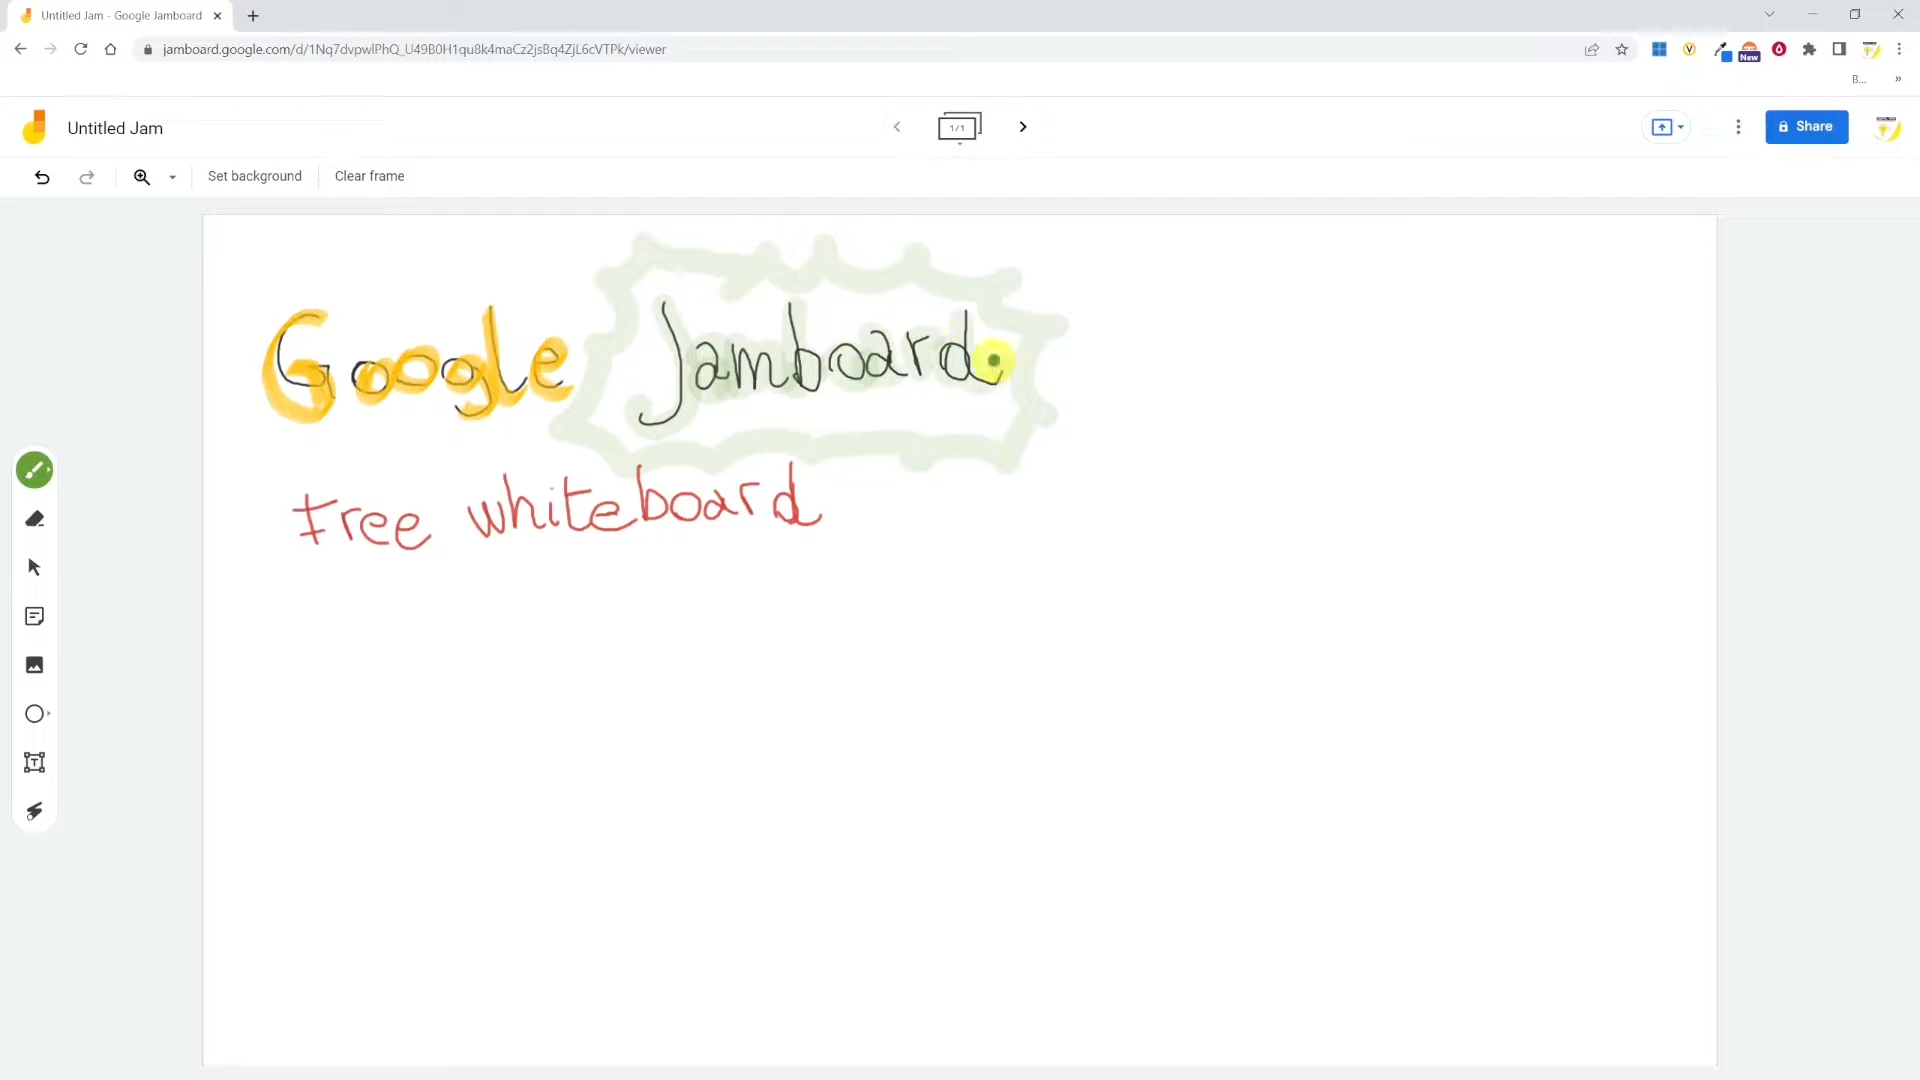 Untitled Jam - Google Jamboard
jamboard.google.com/d/1Nq7dvpwlPhQ_U49B0H1qu8k4maCz2jsBq4ZjL6cVTPk/viewer
New
B...
Untitled Jam
1/1
Share
Set background
Clear frame
Google Jamboard
free whiteboard